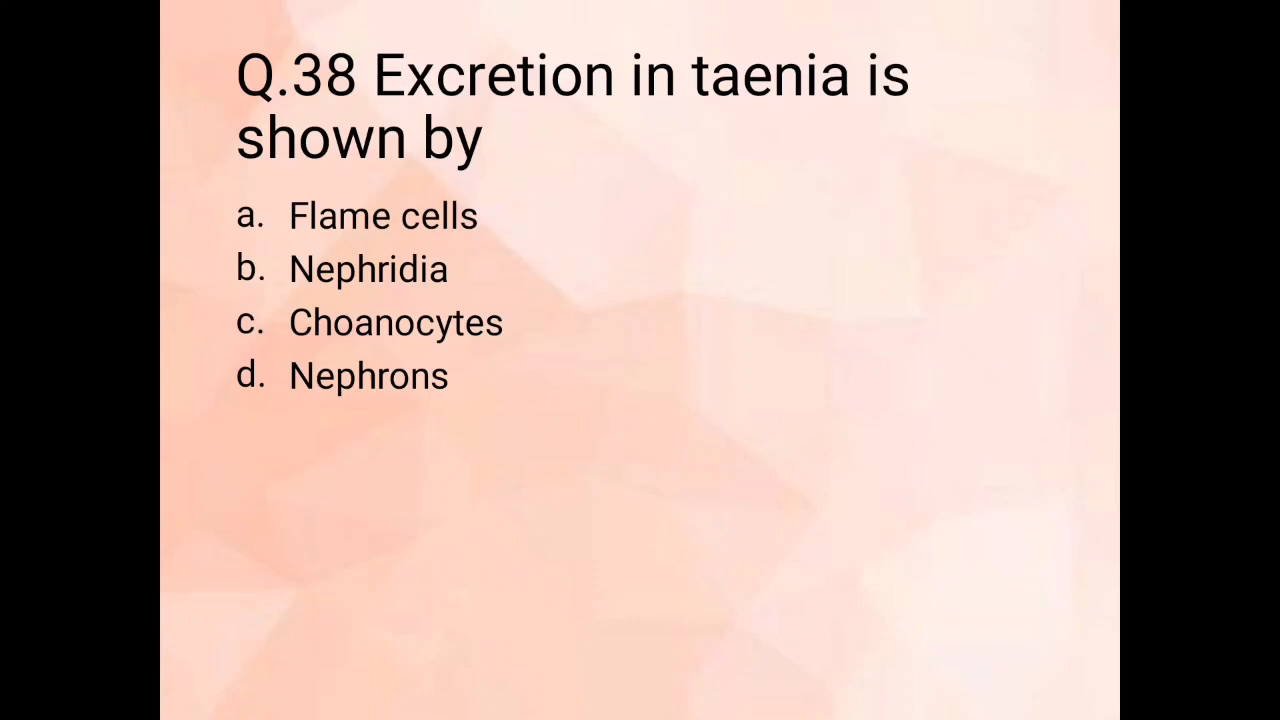 Q.38 Excretion in taenia is
shown by
a. Flame cells
b. Nephridia
c. Choanocytes
d. Nephrons